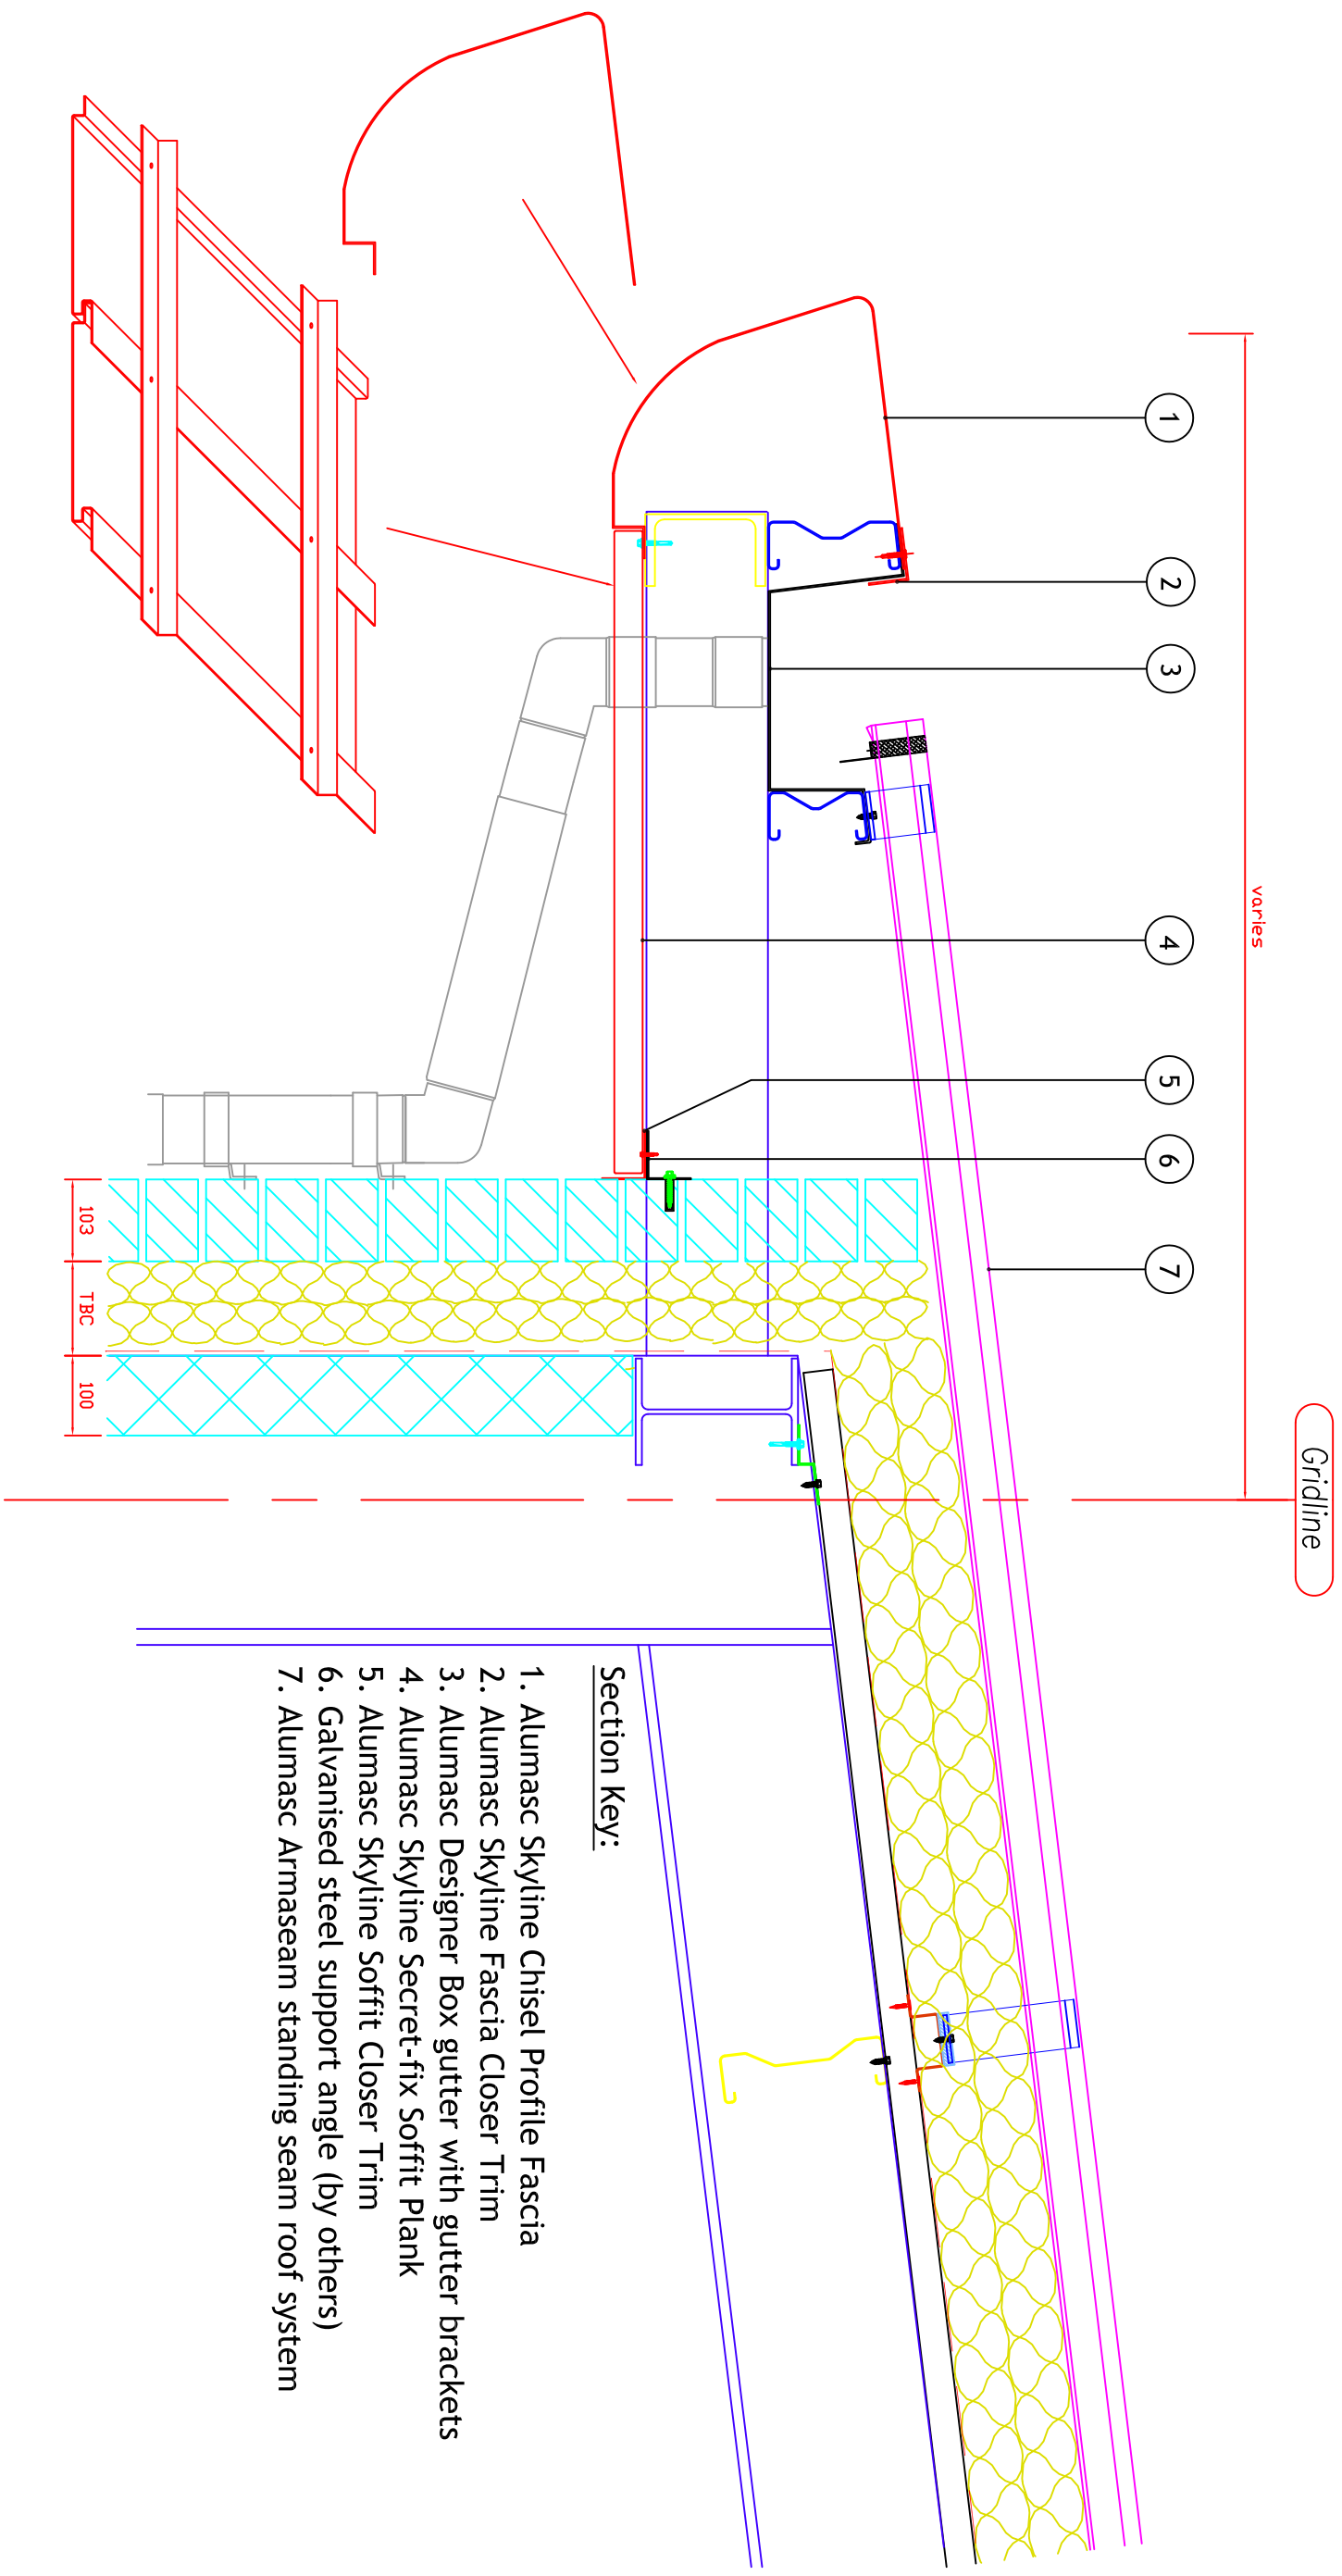 Gridline
varies
1
2
3
4
5
6
7
103
TBC
100
Section Key:
1. Alumasc Skyline Chisel Profile Fascia
2. Alumasc Skyline Fascia Closer Trim
3. Alumasc Designer Box gutter with gutter brackets
4. Alumasc Skyline Secret-fix Soffit Plank
5. Alumasc Skyline Soffit Closer Trim
6. Galvanised steel support angle (by others)
7. Alumasc Armaseam standing seam roof system